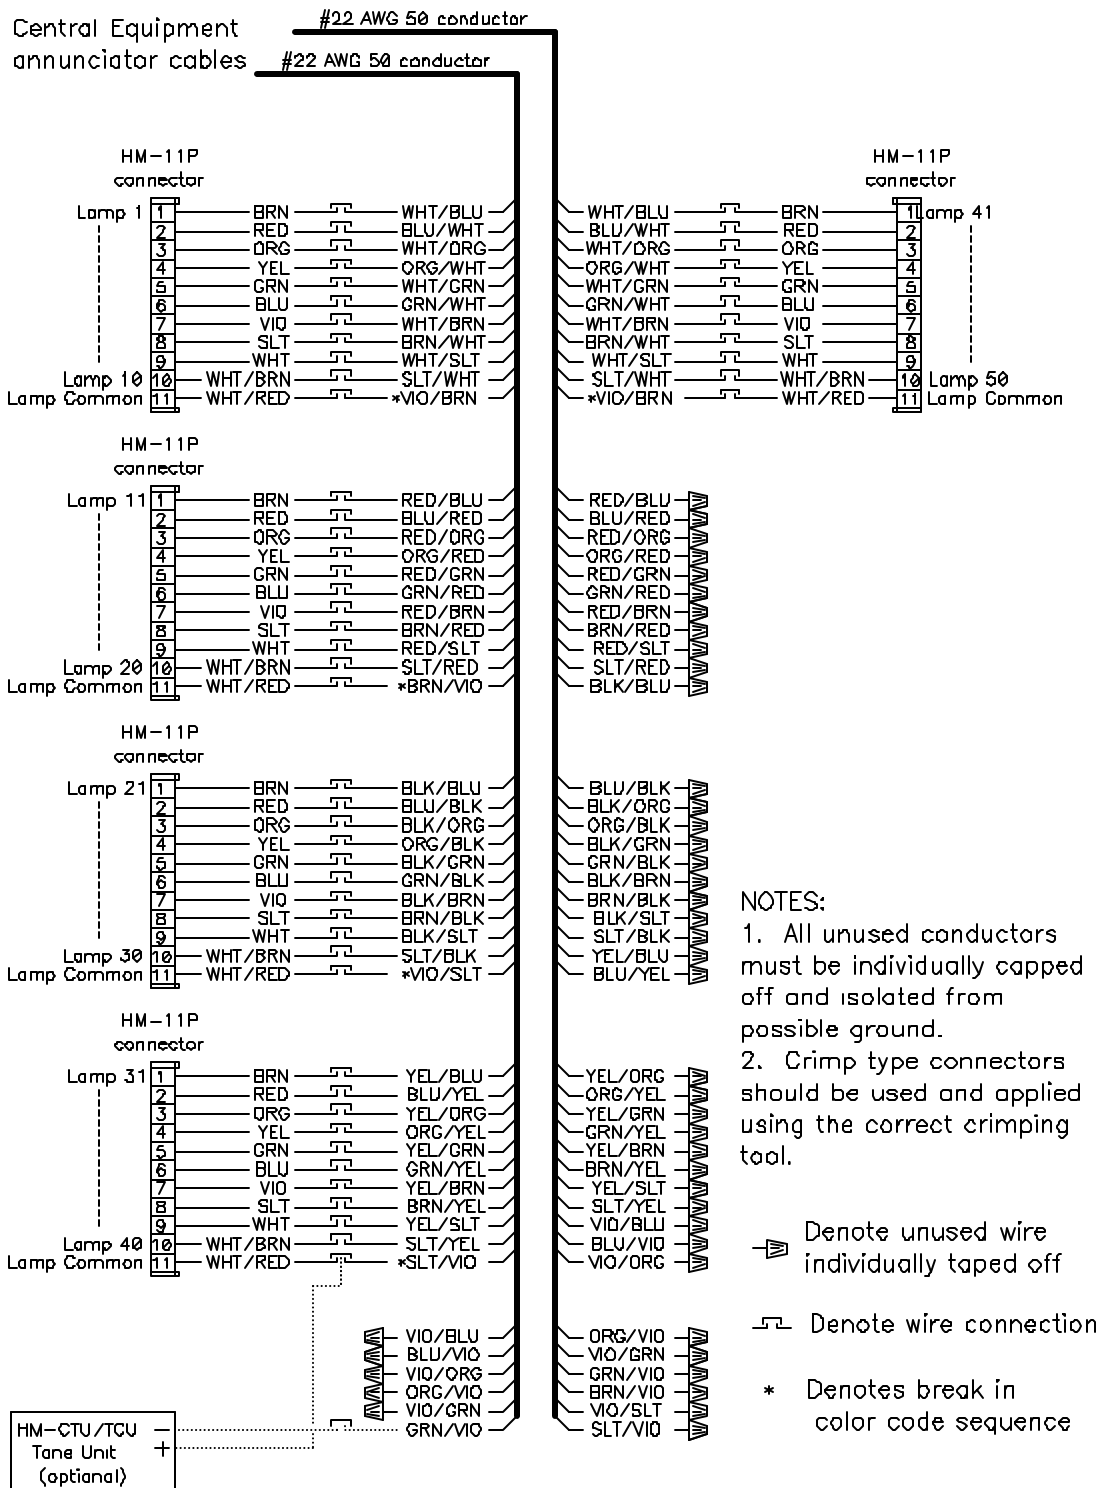 Central Equipment
annunciator cables
#22 AWG 50 conductor
#22 AWG 50 conductor
HM-11P
connector
Lamp 1 1 BRN WHT/BLU
2 RED BLU/WHT
3 ORG WHT/ORG
4 YEL ORG/WHT
5 GRN WHT/GRN
6 BLU GRN/WHT
7 VIO WHT/BRN
8 SLT BRN/WHT
9 WHT WHT/SLT
Lamp 10 10 WHT/BRN SLT/WHT
Lamp Common 11 WHT/RED *VIO/BRN
HM-11P
connector
WHT/BLU BRN 1 Lamp 41
BLU/WHT RED 2
WHT/ORG ORG 3
ORG/WHT YEL 4
WHT/GRN GRN 5
GRN/WHT BLU 6
WHT/BRN VIO 7
BRN/WHT SLT 8
WHT/SLT WHT 9
SLT/WHT WHT/BRN 10 Lamp 50
*VIO/BRN WHT/RED 11 Lamp Common
HM-11P
connector
Lamp 11 1 BRN RED/BLU
2 RED BLU/RED
3 ORG RED/ORG
4 YEL ORG/RED
5 GRN RED/GRN
6 BLU GRN/RED
7 VIO RED/BRN
8 SLT BRN/RED
9 WHT RED/SLT
Lamp 20 10 WHT/BRN SLT/RED
Lamp Common 11 WHT/RED *BRN/VIO
RED/BLU
BLU/RED
RED/ORG
ORG/RED
RED/GRN
GRN/RED
RED/BRN
BRN/RED
RED/SLT
SLT/RED
BLK/BLU
HM-11P
connector
Lamp 21 1 BRN BLK/BLU
2 RED BLU/BLK
3 ORG BLK/ORG
4 YEL ORG/BLK
5 GRN BLK/GRN
6 BLU GRN/BLK
7 VIO BLK/BRN
8 SLT BRN/BLK
9 WHT BLK/SLT
Lamp 30 10 WHT/BRN SLT/BLK
Lamp Common 11 WHT/RED *VIO/SLT
BLU/BLK
BLK/ORG
ORG/BLK
BLK/GRN
GRN/BLK
BLK/BRN
BRN/BLK
BLK/SLT
SLT/BLK
YEL/BLU
BLU/YEL
HM-11P
connector
Lamp 31 1 BRN YEL/BLU
2 RED BLU/YEL
3 ORG YEL/ORG
4 YEL ORG/YEL
5 GRN YEL/GRN
6 BLU GRN/YEL
7 VIO YEL/BRN
8 SLT BRN/YEL
9 WHT YEL/SLT
Lamp 40 10 WHT/BRN SLT/YEL
Lamp Common 11 WHT/RED *SLT/VIO
YEL/ORG
ORG/YEL
YEL/GRN
GRN/YEL
YEL/BRN
BRN/YEL
YEL/SLT
SLT/YEL
VIO/BLU
BLU/VIO
VIO/ORG
VIO/BLU
BLU/VIO
VIO/ORG
ORG/VIO
VIO/GRN
GRN/VIO
ORG/VIO
VIO/GRN
GRN/VIO
BRN/VIO
VIO/SLT
SLT/VIO
HM-CTU/TCU -
Tone Unit +
(optional)
NOTES:
1. All unused conductors
must be individually capped
off and isolated from
possible ground.
2. Crimp type connectors
should be used and applied
using the correct crimping
tool.
Denote unused wire
individually taped off
Denote wire connection
* Denotes break in
color code sequence